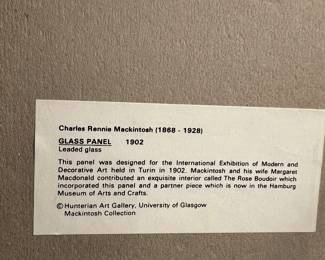 Charles Rennie Mackintosh (1868 - 1928)
GLASS PANEL 1902
Leaded glass
This panel was designed for the International Exhibition of Modern and
Decorative Art held in Turin in 1902. Mackintosh and his wife Margaret
Macdonald contributed an exquisite interior called The Rose Boudoir which
incorporated this panel and a partner piece which is now in the Hamburg
Museum of Arts and Crafts.
© Hunterian Art Gallery, University of Glasgow
Mackintosh Collection